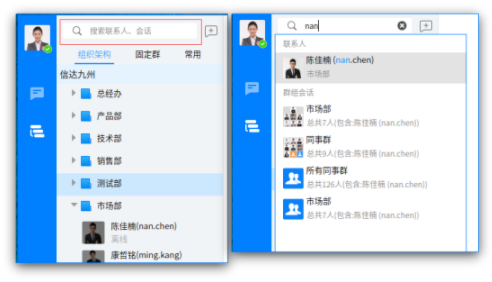 搜索联系人、会话
组织架构 固定群 常用
信达九州
总经办
产品部
技术部
销售部
测试部
市场部
陈佳楠(nan.chen)
离线
康哲铭(ming.kang)
nan
联系人
陈佳楠 (nan.chen)
市场部
群组会话
市场部
总共7人(包含:陈佳楠 (nan.chen))
同事群
总共9人(包含:陈佳楠 (nan.chen))
所有同事群
总共126人(包含:陈佳楠 (nan.chen))
市场部
总共7人(包含:陈佳楠 (nan.chen))